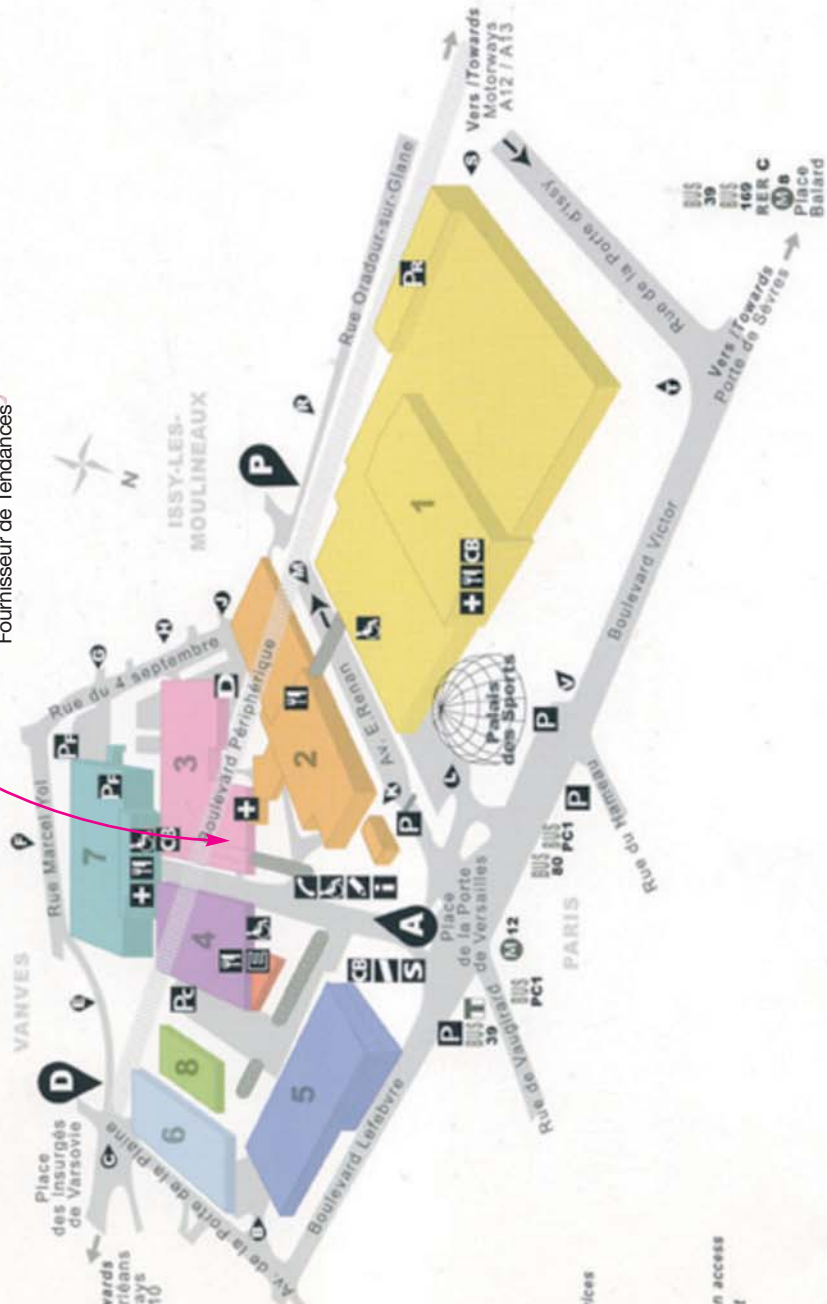 Fournisseur de Tendances
VANVES
ISSY-LES-
MOULINEAUX
N
Place
des Insurgés
de Varsovie
D
C
E
F
G
H
J
P
R
Rue Marcel Yol
Rue du 4 septembre
Rue Oradour-sur-Glane
Vers /Towards
Motorways
A12 / A13
S
Av. de la Porte de la Plaine
Boulevard Périphérique
Av. E.Renan
M
K
7
3
4
8
6
5
2
1
D
CB
CB
CB
A
Place
de la Porte
de Versailles
L
Palais
des Sports
P
P
P
P
V
T
S
E
i
Boulevard Lefebvre
Boulevard Victor
Rue de la Porte d'Issy
Rue de Vaugirard
Rue du Hameau
PARIS
BUS
39
M 12
BUS
PC1
BUS BUS
80 PC1
Vers /Towards
Porte de Sèvres
BUS
39
BUS
169
RER C
M 8
Place
Balard